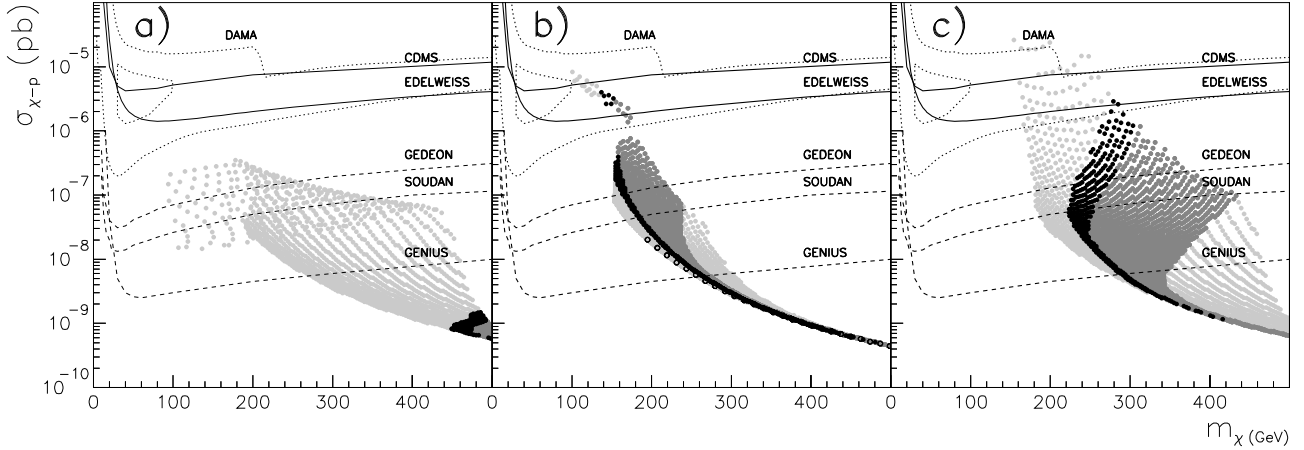 σχ-p (pb)
a)
b)
c)
DAMA
CDMS
EDELWEISS
GEDEON
SOUDAN
GENIUS
DAMA
CDMS
EDELWEISS
GEDEON
SOUDAN
GENIUS
DAMA
CDMS
EDELWEISS
GEDEON
SOUDAN
GENIUS
10^-5
10^-6
10^-7
10^-8
10^-9
10^-10
0 100 200 300 400 0 100 200 300 400 0 100 200 300 400
mχ (GeV)